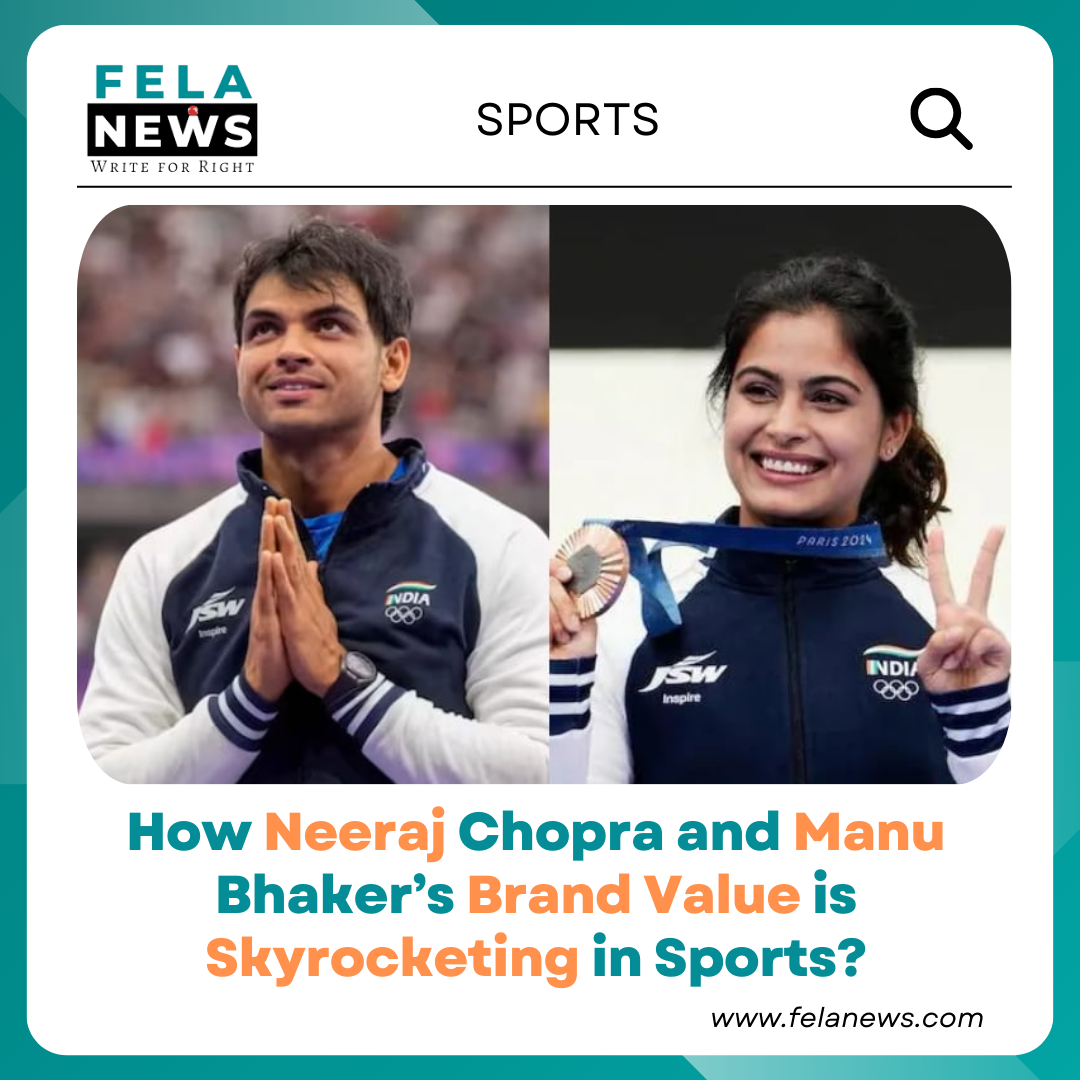 FELA
NEWS
WRITE FOR RIGHT
SPORTS
JSW
Inspire
INDIA
PARIS 2024
JSW
Inspire
INDIA
How Neeraj Chopra and Manu
Bhaker’s Brand Value is
Skyrocketing in Sports?
www.felanews.com